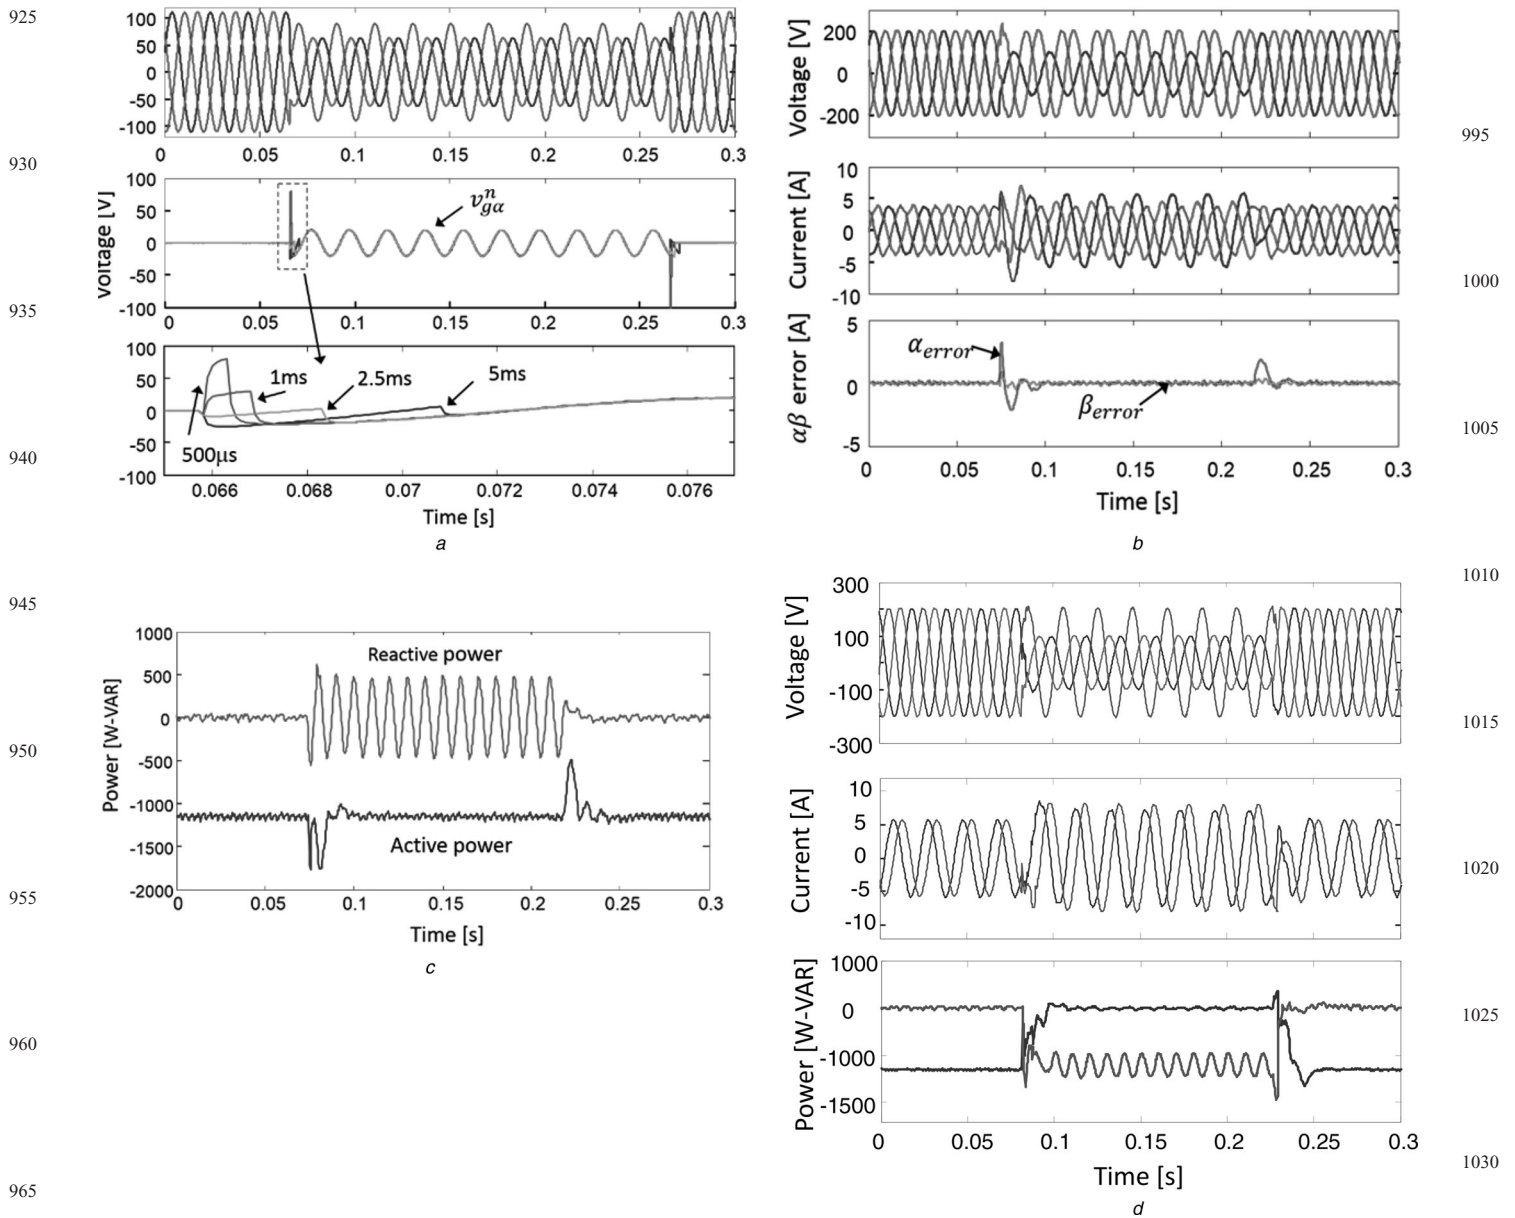 925
930
935
940
945
950
955
960
965
100
50
0
-50
-100
0 0.05 0.1 0.15 0.2 0.25 0.3
Voltage [V]
100
50
0
-50
-100
v^n_{gα}
0 0.05 0.1 0.15 0.2 0.25 0.3
100
50
0
-50
-100
1ms
2.5ms
5ms
500μs
0.066 0.068 0.07 0.072 0.074 0.076
Time [s]
a
Voltage [V]
200
0
-200
Current [A]
10
5
0
-5
-10
αβ error [A]
5
0
-5
α_{error}
β_{error}
0 0.05 0.1 0.15 0.2 0.25 0.3
Time [s]
b
Power [W-VAR]
1000
500
0
-500
-1000
-1500
-2000
Reactive power
Active power
0 0.05 0.1 0.15 0.2 0.25 0.3
Time [s]
c
Voltage [V]
300
100
-100
-300
Current [A]
10
5
0
-5
-10
Power [W-VAR]
1000
0
-1000
-1500
0 0.05 0.1 0.15 0.2 0.25 0.3
Time [s]
d
995
1000
1005
1010
1015
1020
1025
1030